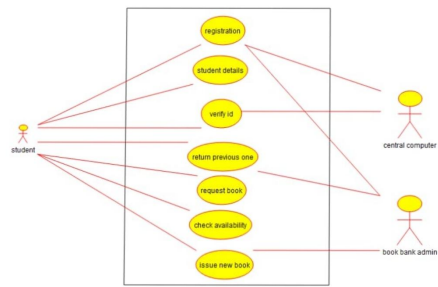 registration
student details
verify id
student
central computer
return previous one
request book
check availability
book bank admin
issue new book